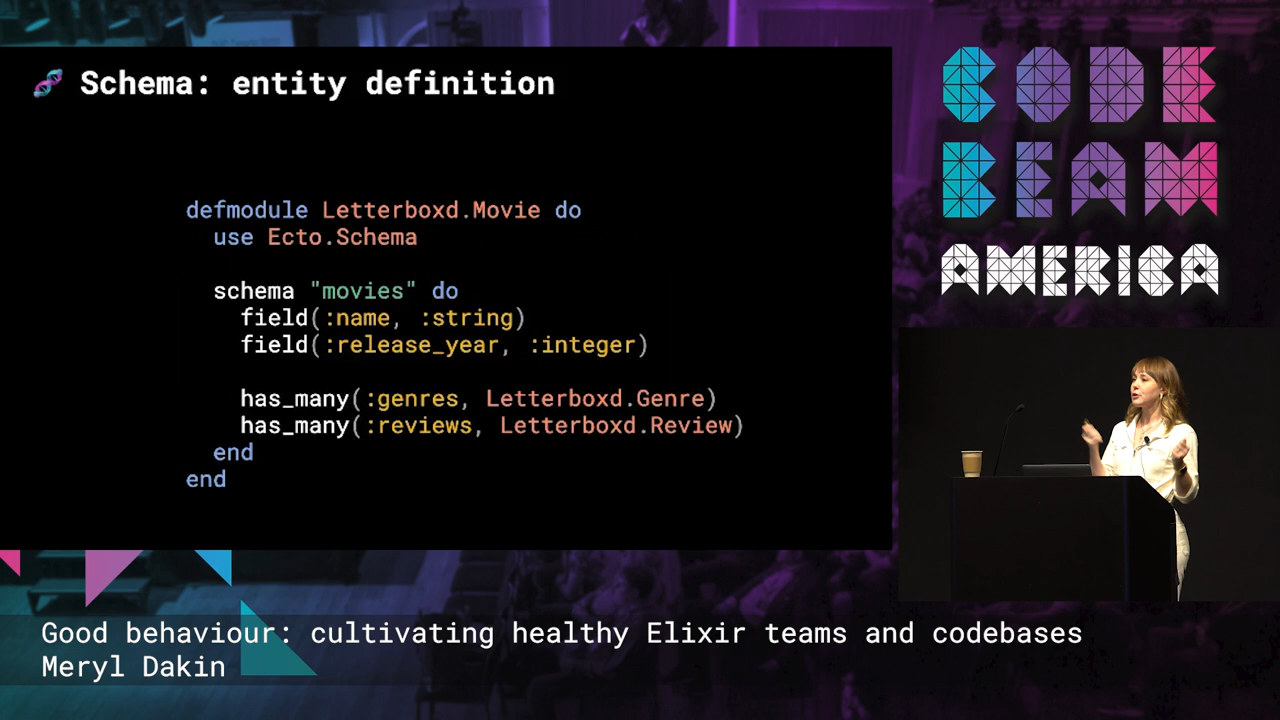 Schema: entity definition
defmodule Letterboxd.Movie do
use Ecto.Schema
schema "movies" do
field(:name, :string)
field(:release_year, :integer)
has_many(:genres, Letterboxd.Genre)
has_many(:reviews, Letterboxd.Review)
end
end
CODE
BEAM
AMERICA
Good behaviour: cultivating healthy Elixir teams and codebases
Meryl Dakin